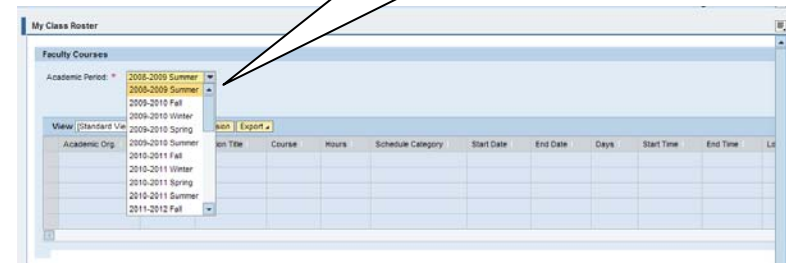 My Class Roster
Faculty Courses
Academic Period: * 2008-2009 Summer
2008-2009 Summer
2009-2010 Fall
2009-2010 Winter
2009-2010 Spring
2009-2010 Summer
2010-2011 Fall
2010-2011 Winter
2010-2011 Spring
2010-2011 Summer
2011-2012 Fall
View [Standard Vie Export
Academic Org. Title Course Hours Schedule Category Start Date End Date Days Start Time End Time